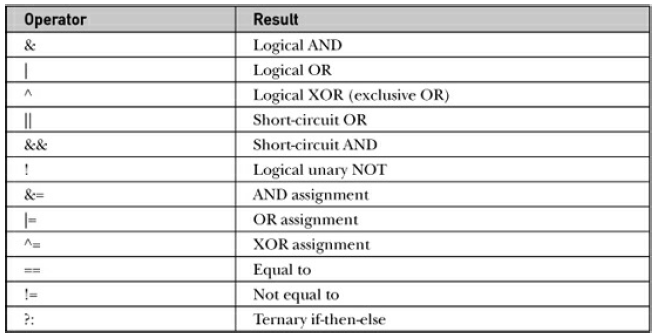 Operator Result
& Logical AND
| Logical OR
^ Logical XOR (exclusive OR)
|| Short-circuit OR
&& Short-circuit AND
! Logical unary NOT
&= AND assignment
|= OR assignment
^= XOR assignment
== Equal to
!= Not equal to
?: Ternary if-then-else